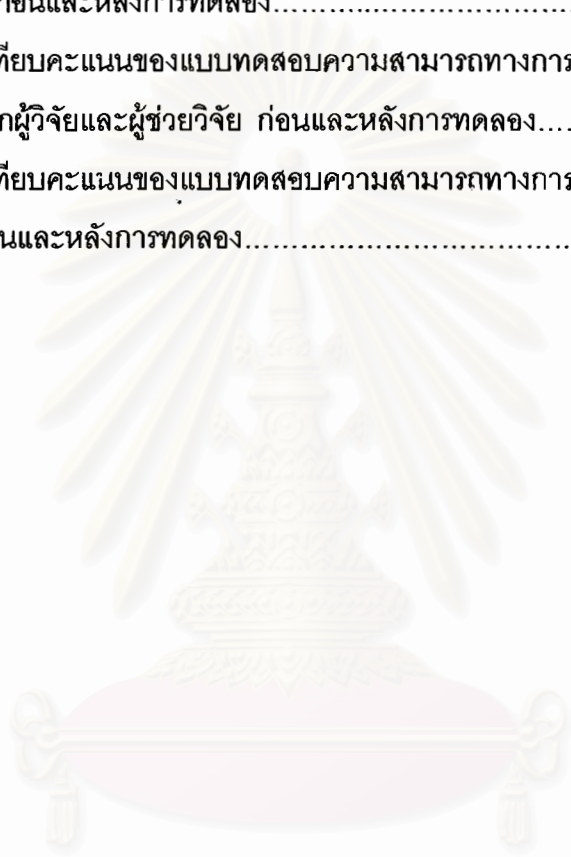 ก่อนและหลังการทดลอง...........................................
ทียบคะแนนของแบบทดสอบความสามารถทางการ
กผู้วิจัยและผู้ช่วยวิจัย ก่อนและหลังการทดลอง....
ทียบคะแนนของแบบทดสอบความสามารถทางการ
นและหลังการทดลอง..........................................